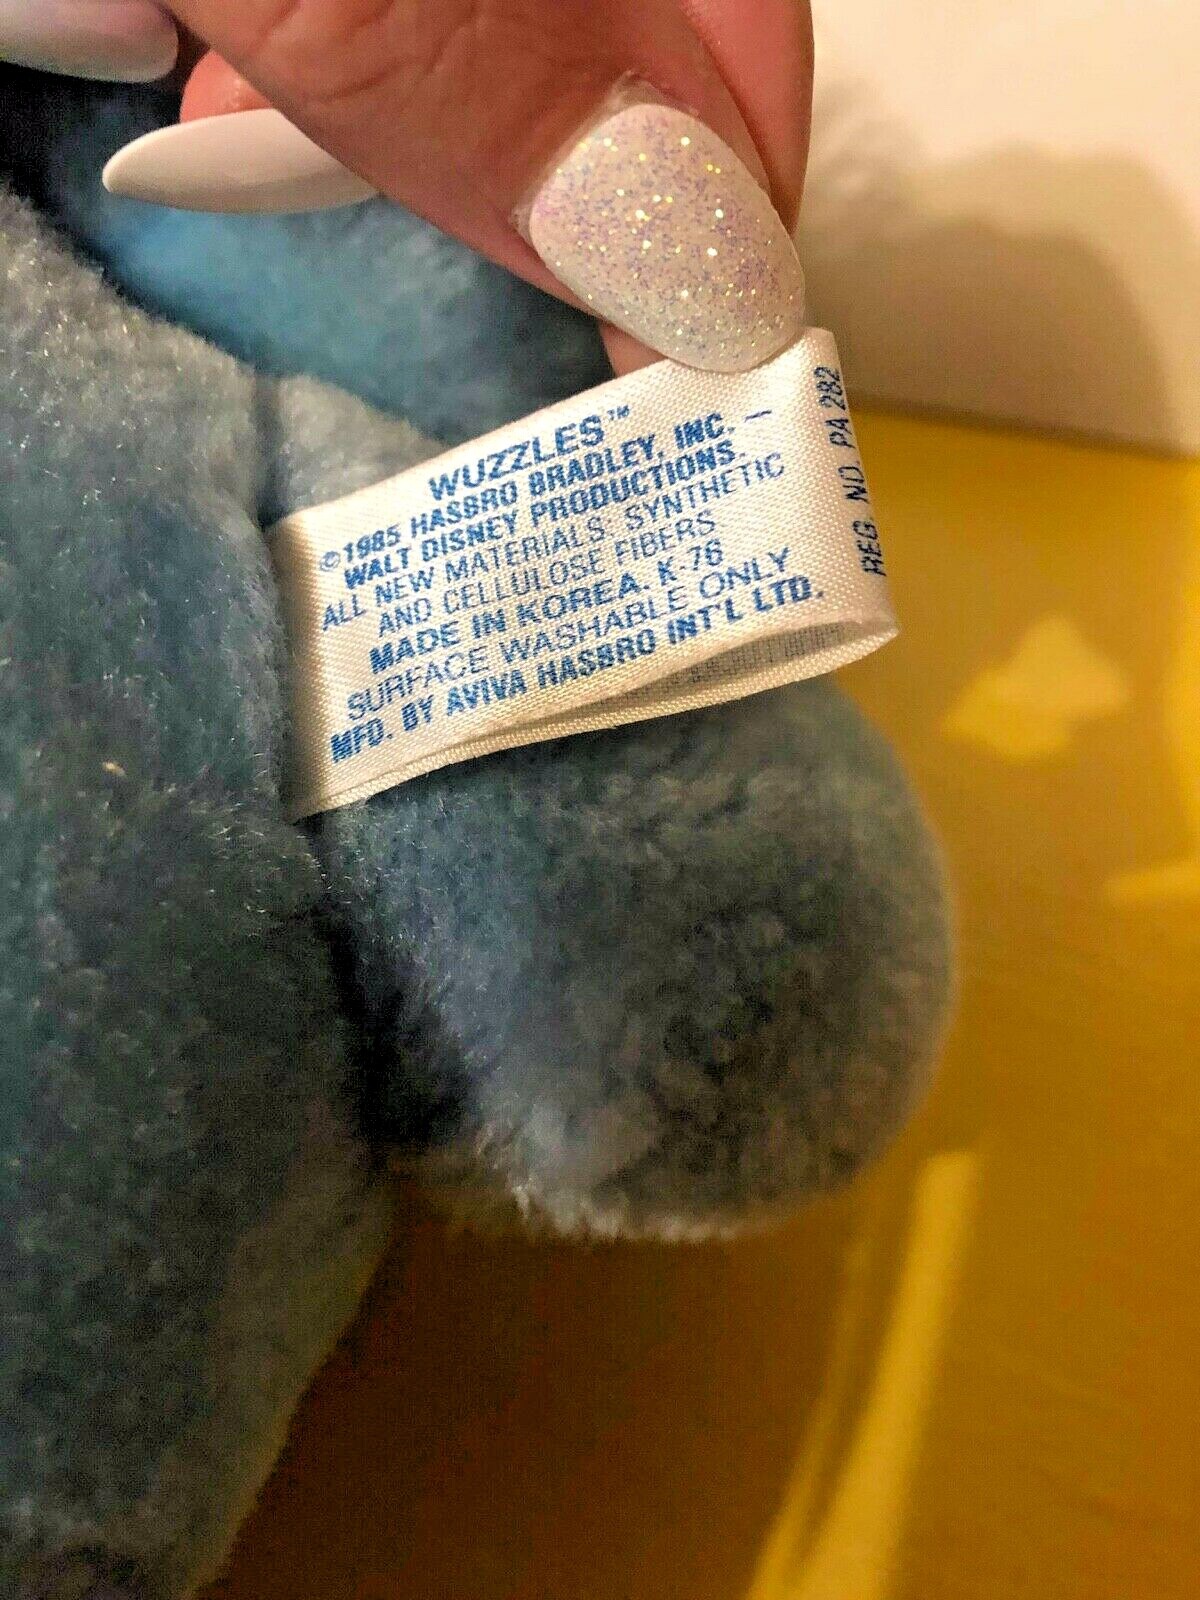 WUZZLES™
©1985 HASBRO BRADLEY, INC. —
WALT DISNEY PRODUCTIONS.
ALL NEW MATERIALS: SYNTHETIC
AND CELLULOSE FIBERS
MADE IN KOREA. K-76
SURFACE WASHABLE ONLY
MFD. BY AVIVA HASBRO INT'L LTD.
REG. NO. PA 282